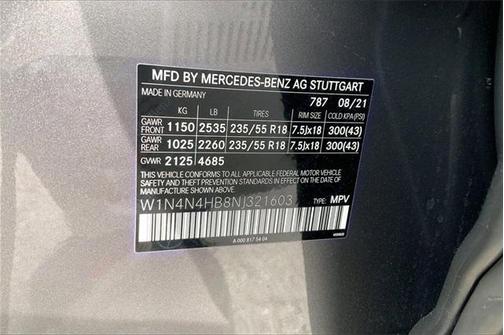 MFD BY MERCEDES-BENZ AG STUTTGART
MADE IN GERMANY 787 08/21
KG LB TIRES RIM SIZE COLD KPA(PSI)
GAWR FRONT 1150 2535 235/55 R18 7.5Jx18 300(43)
GAWR REAR 1025 2260 235/55 R18 7.5Jx18 300(43)
GVWR 2125 4685
THIS VEHICLE CONFORMS TO ALL APPLICABLE FEDERAL MOTOR VEHICLE
SAFETY AND THEFT PREVENTION STANDARDS IN EFFECT ON THE DATE OF
MANUFACTURE SHOWN ABOVE.
W1N4N4HB8NJ321603 TYPE: MPV
A 000 817 54 04